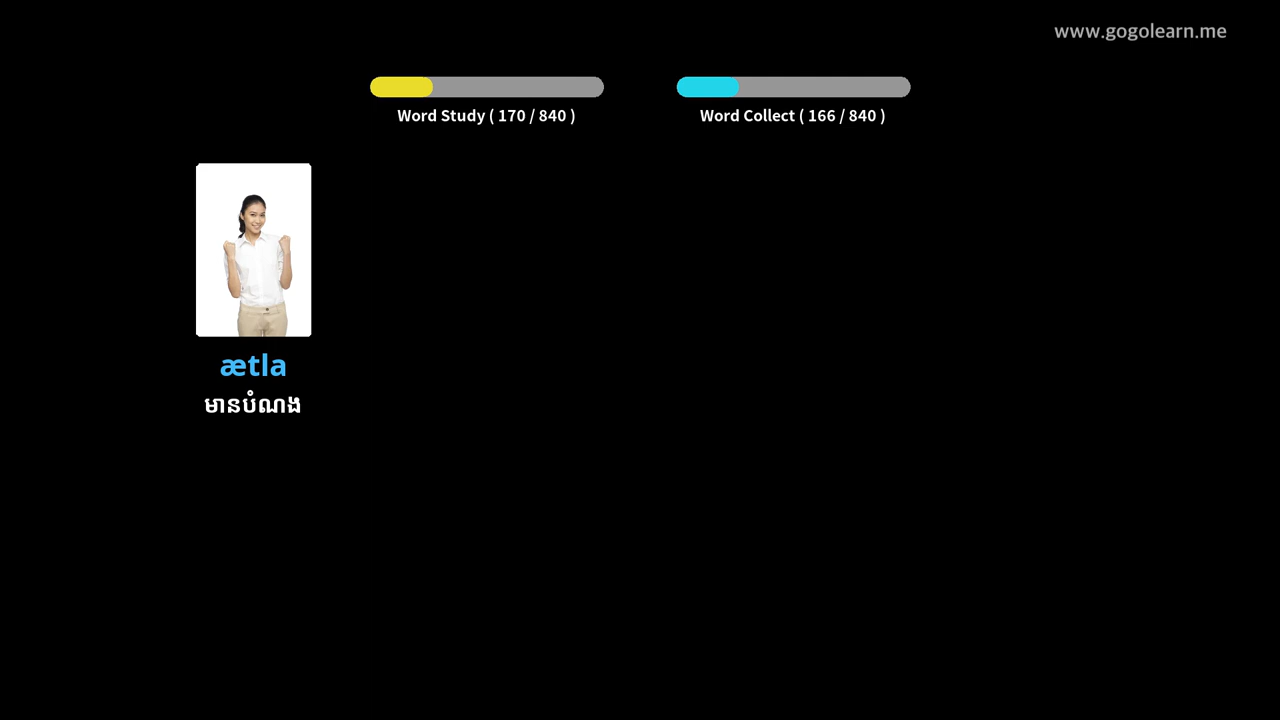 www.gogolearn.me
Word Study ( 170 / 840 )
Word Collect ( 166 / 840 )
ætla
មានបំណង